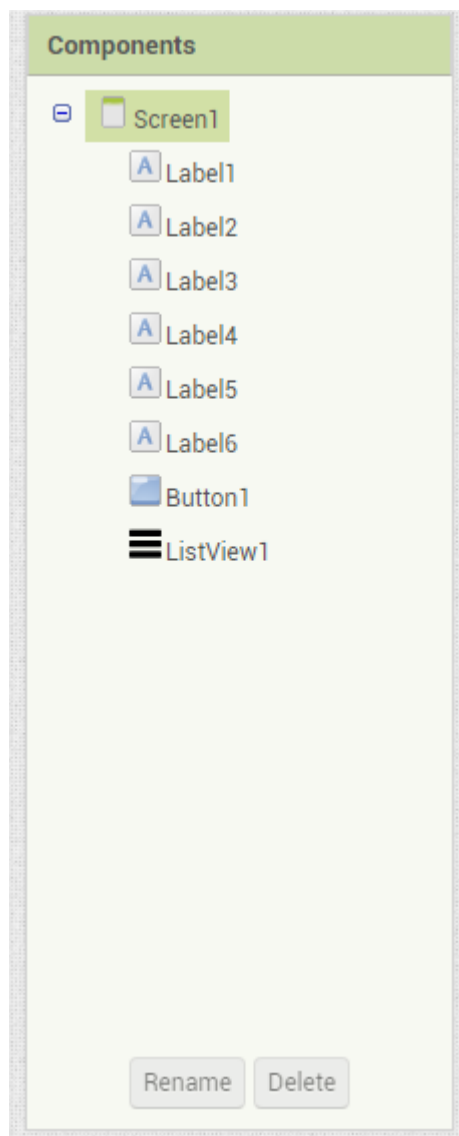 Components
Screen1
A Label1
A Label2
A Label3
A Label4
A Label5
A Label6
Button1
ListView1
Rename Delete